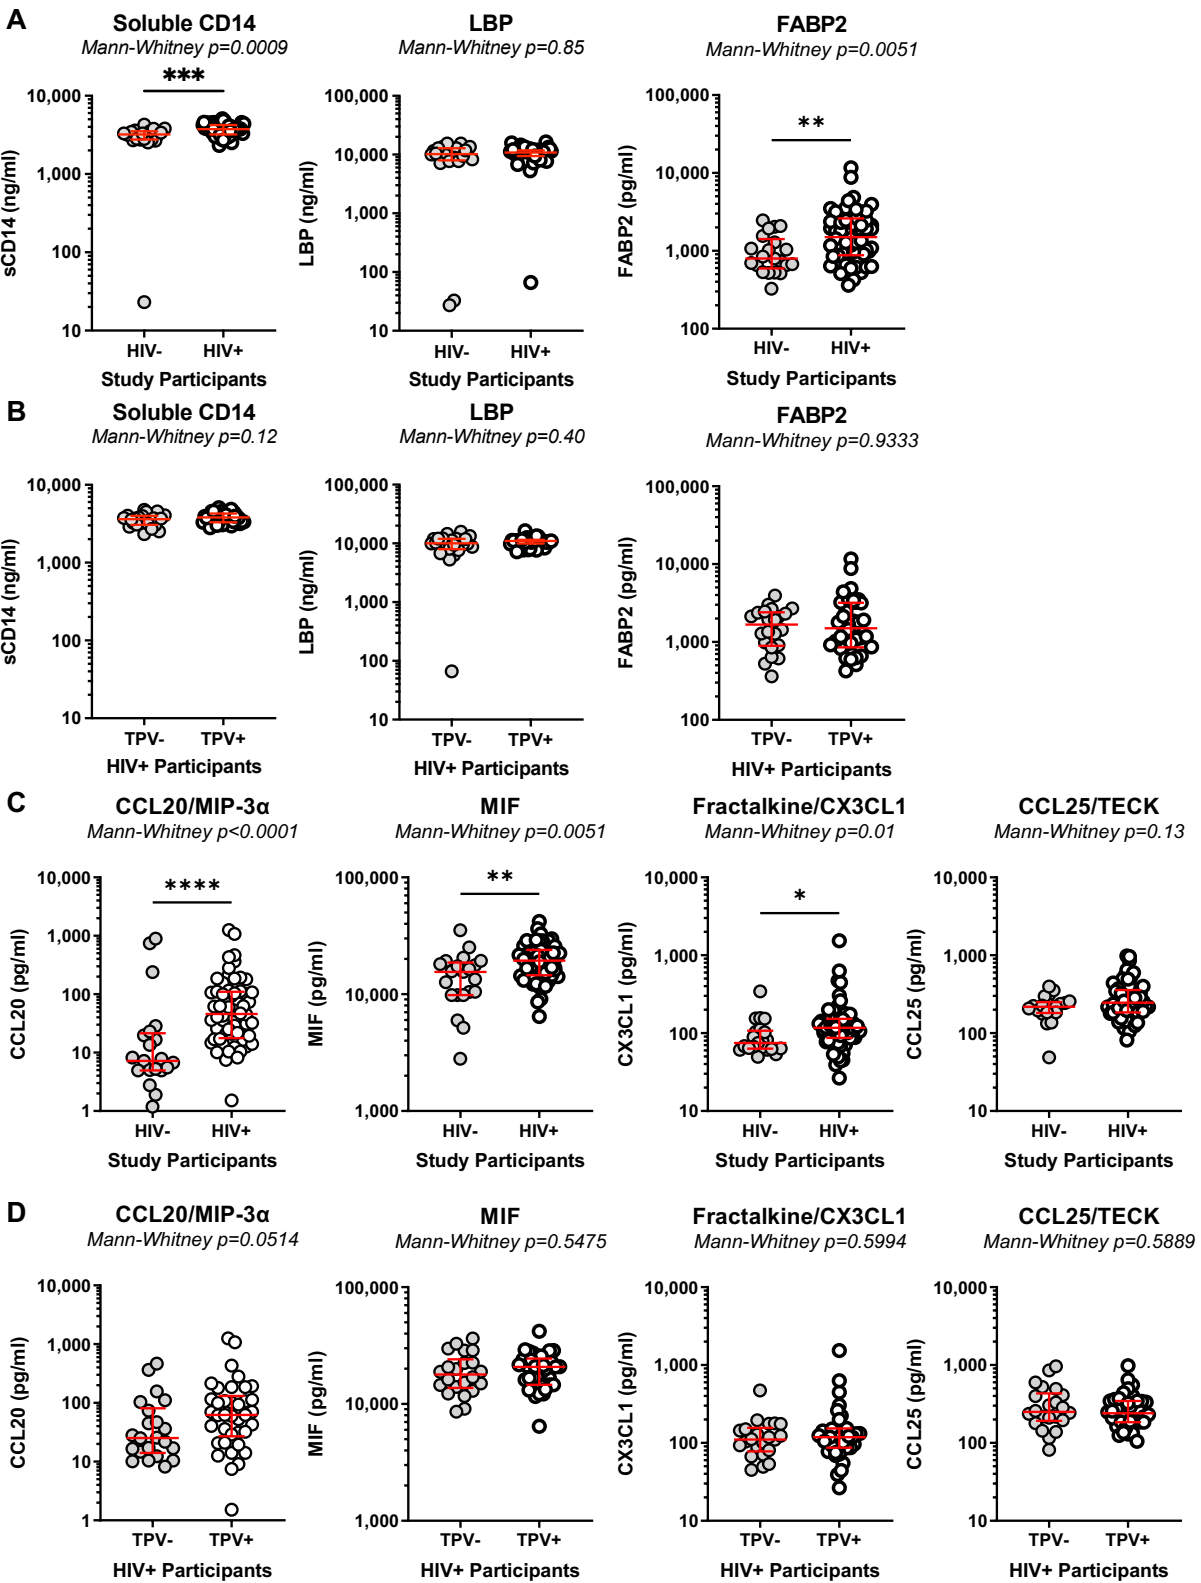 A
Soluble CD14
Mann-Whitney p=0.0009
***
10,000
1,000
100
10
sCD14 (ng/ml)
HIV- HIV+
Study Participants
LBP
Mann-Whitney p=0.85
100,000
10,000
1,000
100
10
LBP (ng/ml)
HIV- HIV+
Study Participants
FABP2
Mann-Whitney p=0.0051
**
100,000
10,000
1,000
100
FABP2 (pg/ml)
HIV- HIV+
Study Participants
B
Soluble CD14
Mann-Whitney p=0.12
10,000
1,000
100
10
sCD14 (ng/ml)
TPV- TPV+
HIV+ Participants
LBP
Mann-Whitney p=0.40
100,000
10,000
1,000
100
10
LBP (ng/ml)
TPV- TPV+
HIV+ Participants
FABP2
Mann-Whitney p=0.9333
100,000
10,000
1,000
100
FABP2 (pg/ml)
TPV- TPV+
HIV+ Participants
C
CCL20/MIP-3α
Mann-Whitney p<0.0001
****
10,000
1,000
100
10
1
CCL20 (pg/ml)
HIV- HIV+
Study Participants
MIF
Mann-Whitney p=0.0051
**
100,000
10,000
1,000
MIF (pg/ml)
HIV- HIV+
Study Participants
Fractalkine/CX3CL1
Mann-Whitney p=0.01
*
10,000
1,000
100
10
CX3CL1 (pg/ml)
HIV- HIV+
Study Participants
CCL25/TECK
Mann-Whitney p=0.13
10,000
1,000
100
10
CCL25 (pg/ml)
HIV- HIV+
Study Participants
D
CCL20/MIP-3α
Mann-Whitney p=0.0514
10,000
1,000
100
10
1
CCL20 (pg/ml)
TPV- TPV+
HIV+ Participants
MIF
Mann-Whitney p=0.5475
100,000
10,000
1,000
MIF (pg/ml)
TPV- TPV+
HIV+ Participants
Fractalkine/CX3CL1
Mann-Whitney p=0.5994
10,000
1,000
100
10
CX3CL1 (pg/ml)
TPV- TPV+
HIV+ Participants
CCL25/TECK
Mann-Whitney p=0.5889
10,000
1,000
100
10
CCL25 (pg/ml)
TPV- TPV+
HIV+ Participants